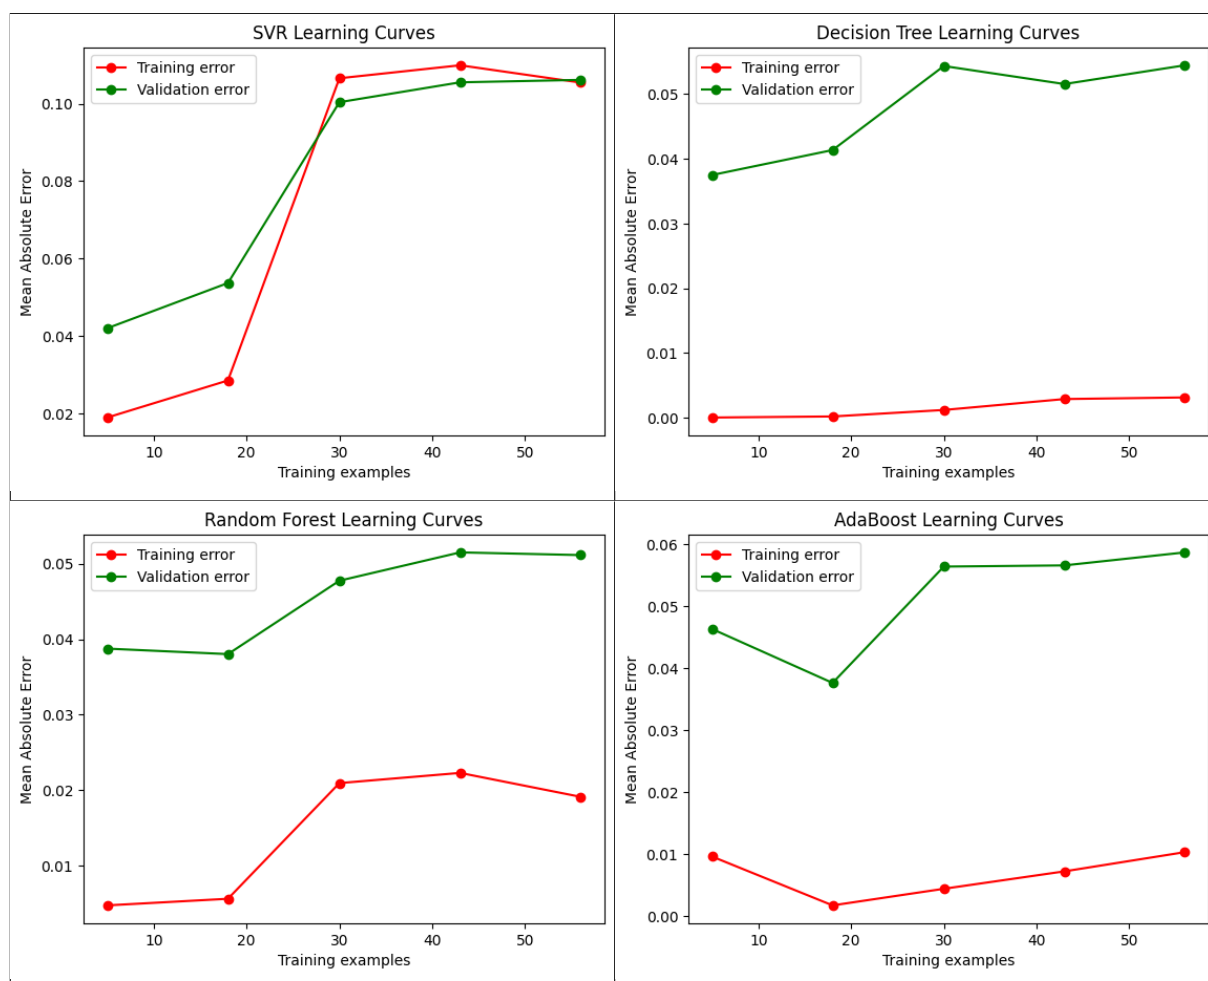 SVR Learning Curves
Training error
Validation error
0.10
0.08
0.06
0.04
0.02
Mean Absolute Error
10 20 30 40 50
Training examples
Decision Tree Learning Curves
Training error
Validation error
0.05
0.04
0.03
0.02
0.01
0.00
Mean Absolute Error
10 20 30 40 50
Training examples
Random Forest Learning Curves
Training error
Validation error
0.05
0.04
0.03
0.02
0.01
Mean Absolute Error
10 20 30 40 50
Training examples
AdaBoost Learning Curves
Training error
Validation error
0.06
0.05
0.04
0.03
0.02
0.01
0.00
Mean Absolute Error
10 20 30 40 50
Training examples